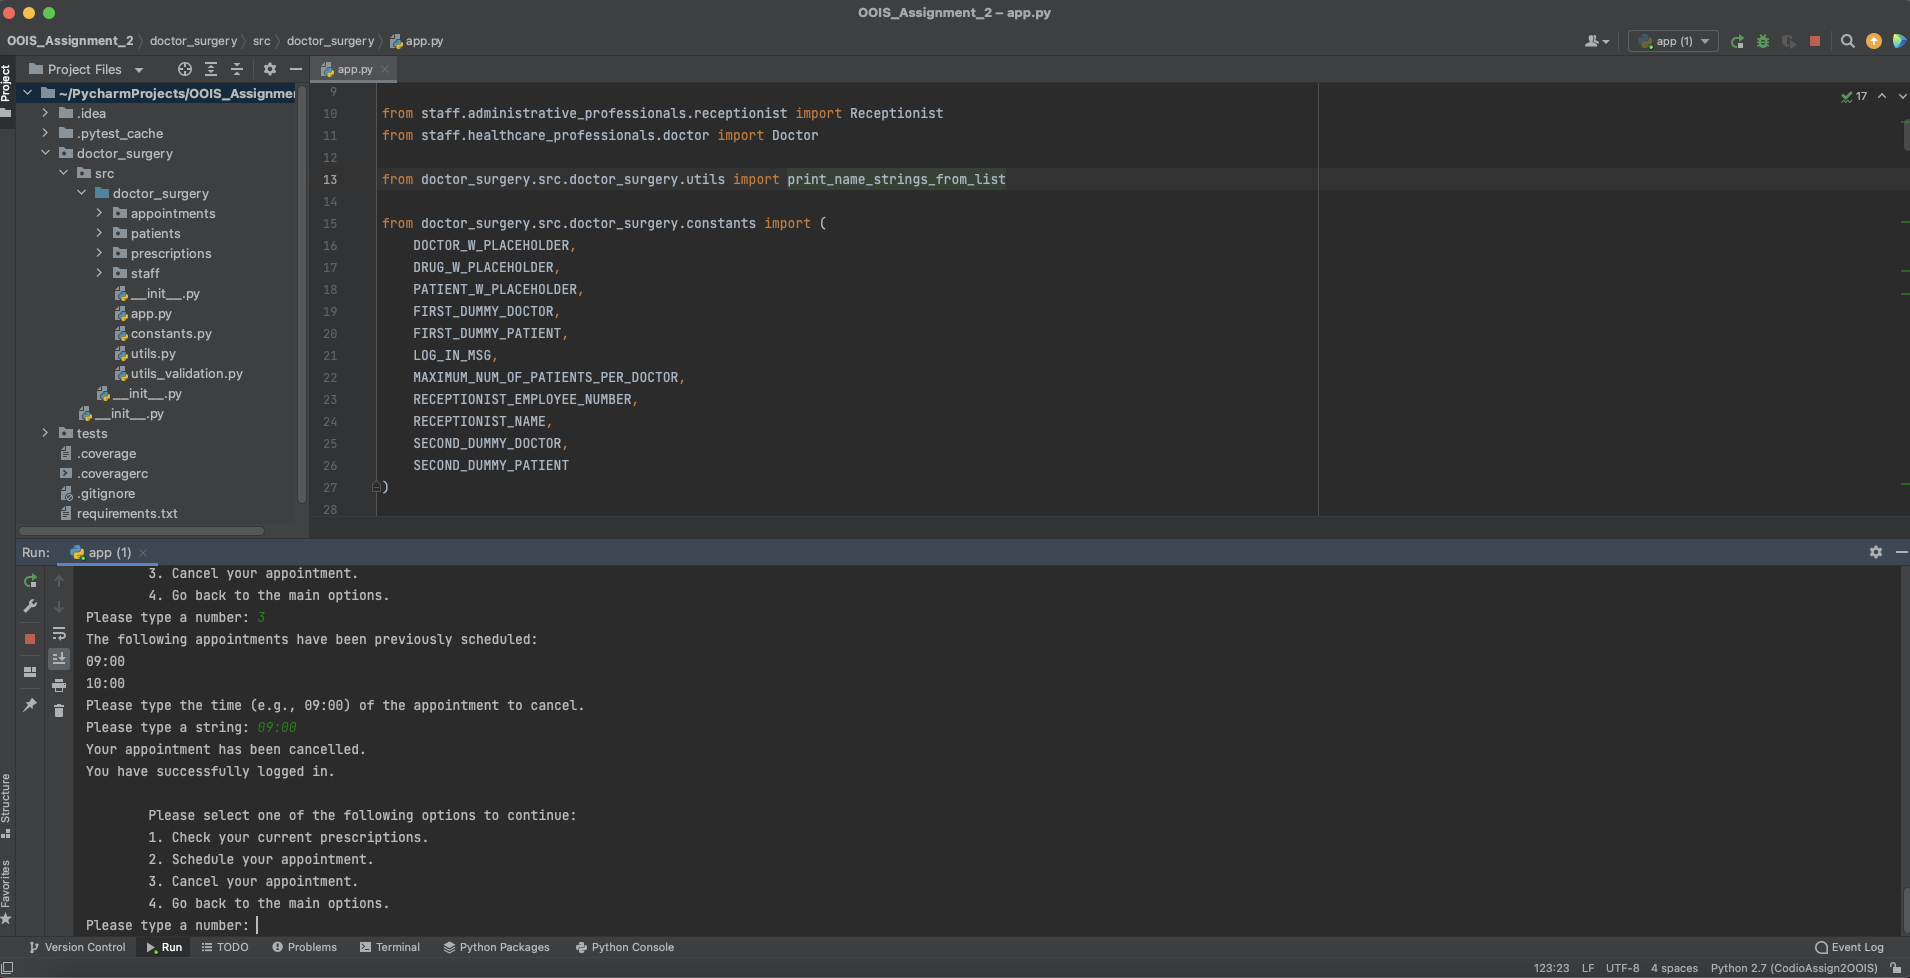 OOIS_Assignment_2 – app.py
OOIS_Assignment_2 doctor_surgery src doctor_surgery app.py
app (1)
Project
Project Files
app.py
~/PycharmProjects/OOIS_Assignmen
.idea
.pytest_cache
doctor_surgery
src
doctor_surgery
appointments
patients
prescriptions
staff
__init__.py
app.py
constants.py
utils.py
utils_validation.py
__init__.py
__init__.py
tests
.coverage
.coveragerc
.gitignore
requirements.txt
17
9
10 from staff.administrative_professionals.receptionist import Receptionist
11 from staff.healthcare_professionals.doctor import Doctor
12
13 from doctor_surgery.src.doctor_surgery.utils import print_name_strings_from_list
14
15 from doctor_surgery.src.doctor_surgery.constants import (
16 DOCTOR_W_PLACEHOLDER,
17 DRUG_W_PLACEHOLDER,
18 PATIENT_W_PLACEHOLDER,
19 FIRST_DUMMY_DOCTOR,
20 FIRST_DUMMY_PATIENT,
21 LOG_IN_MSG,
22 MAXIMUM_NUM_OF_PATIENTS_PER_DOCTOR,
23 RECEPTIONIST_EMPLOYEE_NUMBER,
24 RECEPTIONIST_NAME,
25 SECOND_DUMMY_DOCTOR,
26 SECOND_DUMMY_PATIENT
27 )
28
Run: app (1)
3. Cancel your appointment.
4. Go back to the main options.
Please type a number: 3
The following appointments have been previously scheduled:
09:00
10:00
Please type the time (e.g., 09:00) of the appointment to cancel.
Please type a string: 09:00
Your appointment has been cancelled.
You have successfully logged in.
Please select one of the following options to continue:
1. Check your current prescriptions.
2. Schedule your appointment.
3. Cancel your appointment.
4. Go back to the main options.
Please type a number:
Structure
Favorites
Version Control Run TODO Problems Terminal Python Packages Python Console Event Log
123:23 LF UTF-8 4 spaces Python 2.7 (CodioAssign2OOIS)